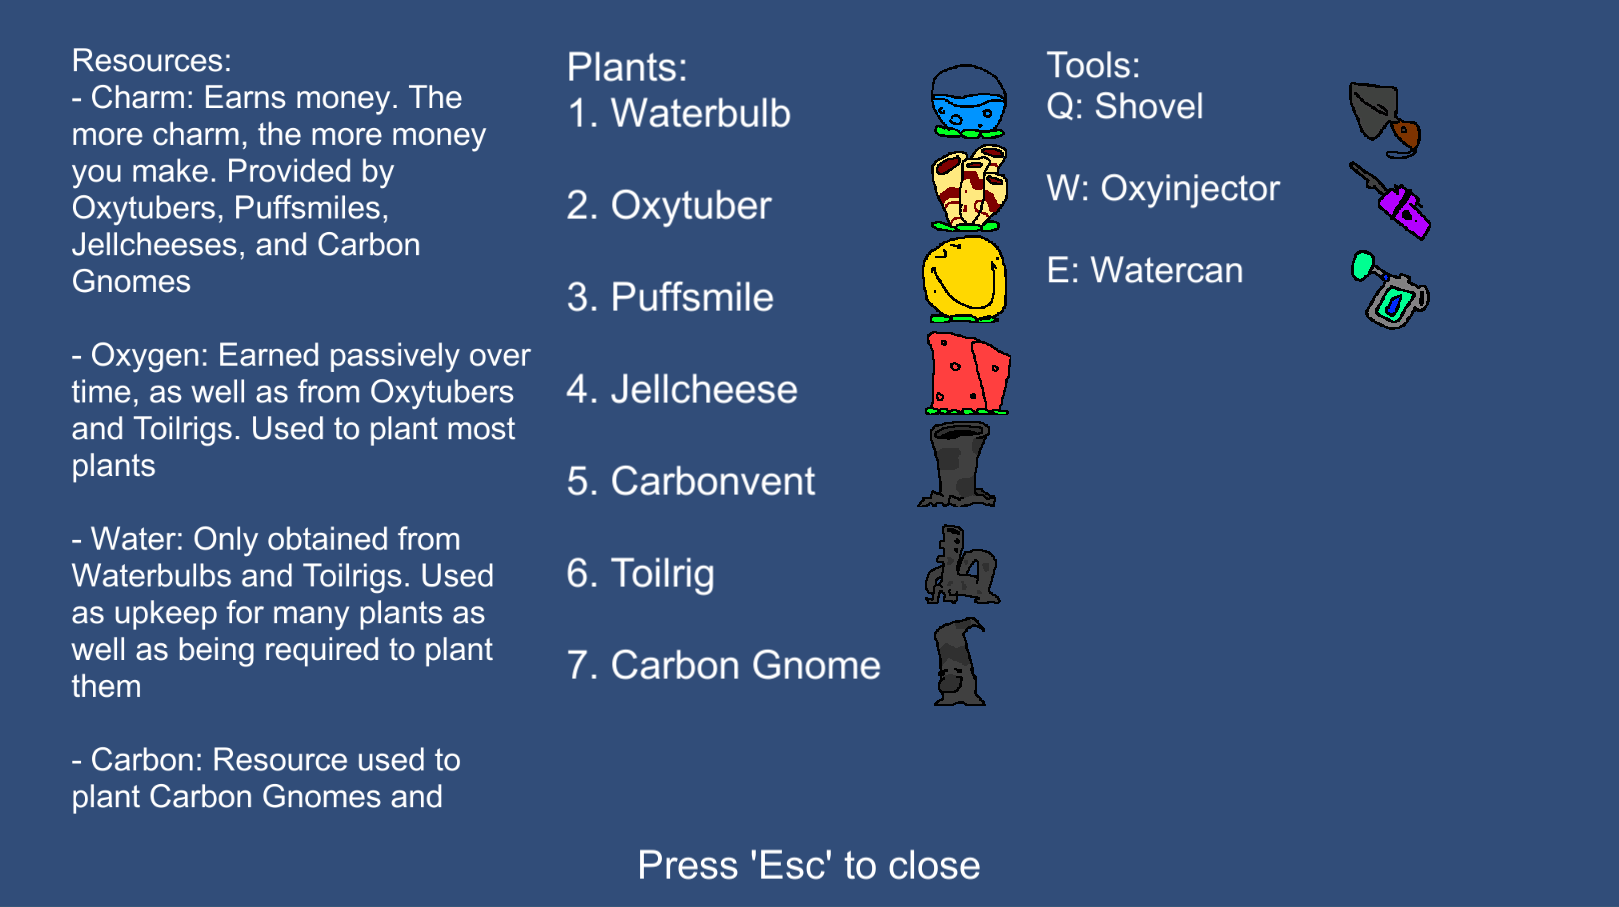 Resources:
- Charm: Earns money. The
more charm, the more money
you make. Provided by
Oxytubers, Puffsmiles,
Jellcheeses, and Carbon
Gnomes
- Oxygen: Earned passively over
time, as well as from Oxytubers
and Toilrigs. Used to plant most
plants
- Water: Only obtained from
Waterbulbs and Toilrigs. Used
as upkeep for many plants as
well as being required to plant
them
- Carbon: Resource used to
plant Carbon Gnomes and
Plants:
1. Waterbulb
2. Oxytuber
3. Puffsmile
4. Jellcheese
5. Carbonvent
6. Toilrig
7. Carbon Gnome
Tools:
Q: Shovel
W: Oxyinjector
E: Watercan
Press 'Esc' to close